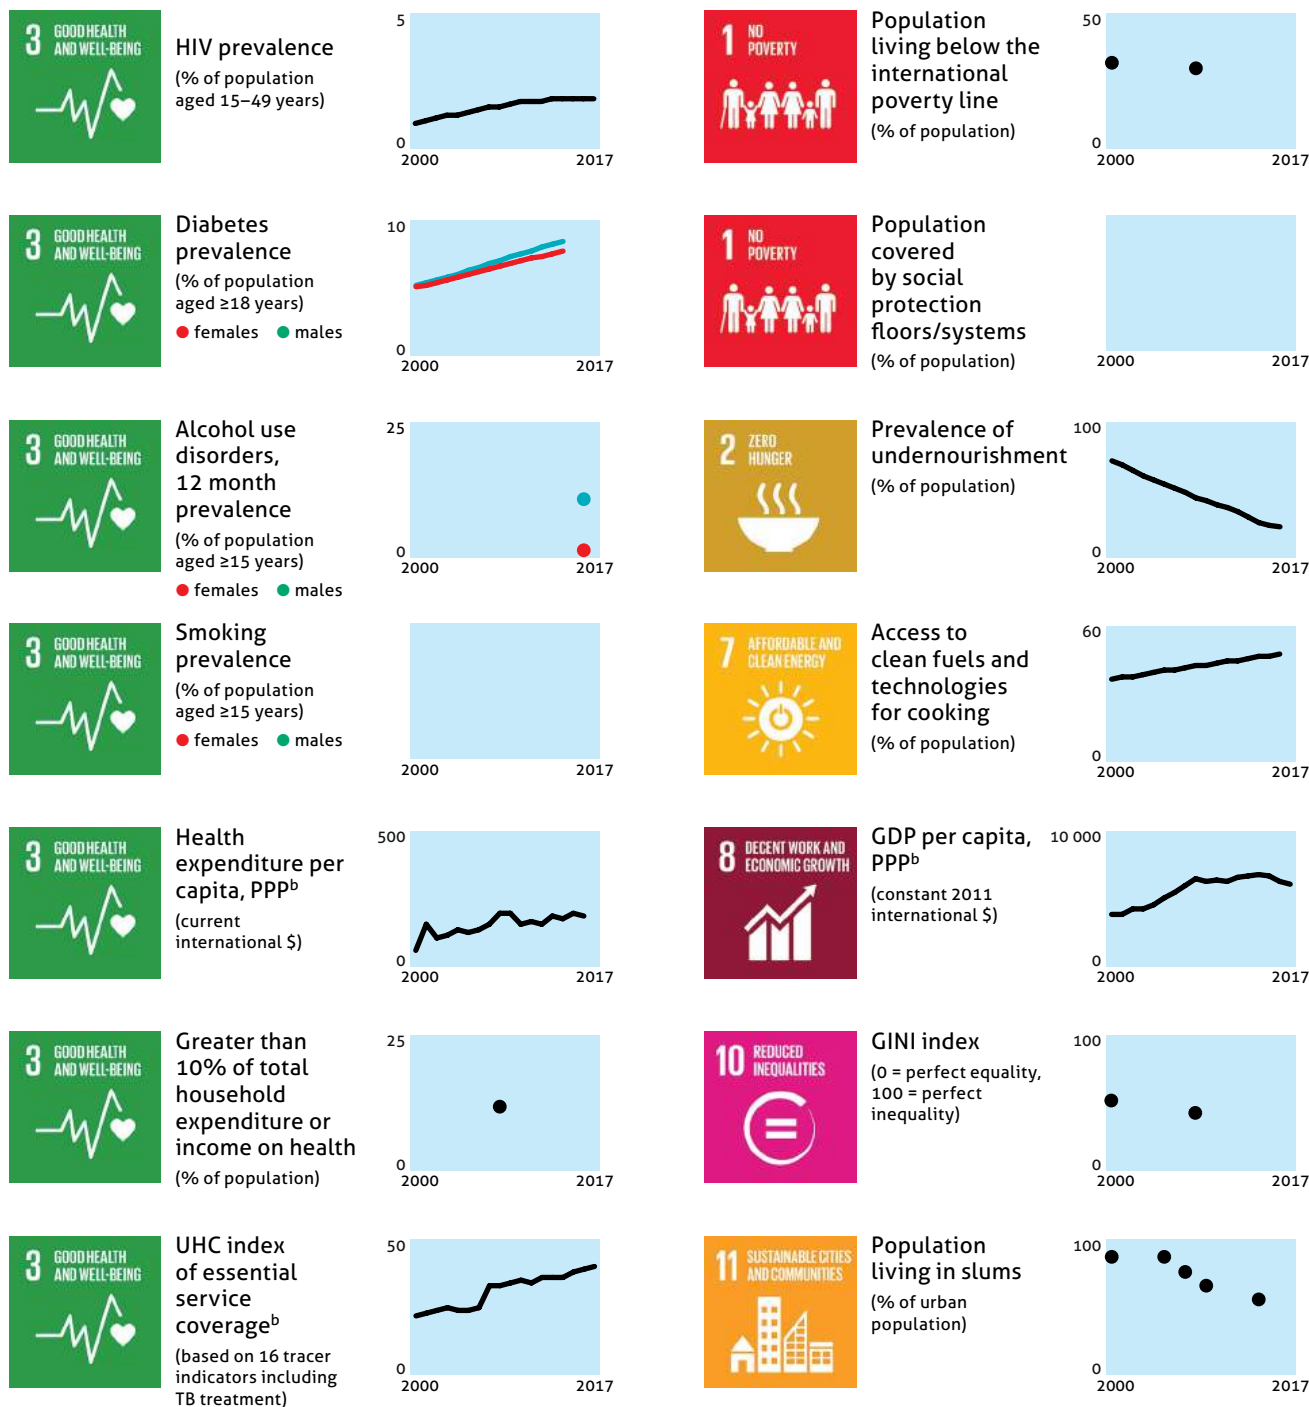 3 GOOD HEALTH
AND WELL-BEING
HIV prevalence
(% of population
aged 15–49 years)
5
0
2000 2017
1 NO
POVERTY
Population
living below the
international
poverty line
(% of population)
50
0
2000 2017
3 GOOD HEALTH
AND WELL-BEING
Diabetes
prevalence
(% of population
aged ≥18 years)
females males
10
0
2000 2017
1 NO
POVERTY
Population
covered
by social
protection
floors/systems
(% of population)
2000 2017
3 GOOD HEALTH
AND WELL-BEING
Alcohol use
disorders,
12 month
prevalence
(% of population
aged ≥15 years)
females males
25
0
2000 2017
2 ZERO
HUNGER
Prevalence of
undernourishment
(% of population)
100
0
2000 2017
3 GOOD HEALTH
AND WELL-BEING
Smoking
prevalence
(% of population
aged ≥15 years)
females males
2000 2017
7 AFFORDABLE AND
CLEAN ENERGY
Access to
clean fuels and
technologies
for cooking
(% of population)
60
0
2000 2017
3 GOOD HEALTH
AND WELL-BEING
Health
expenditure per
capita, PPPᵇ
(current
international $)
500
0
2000 2017
8 DECENT WORK AND
ECONOMIC GROWTH
GDP per capita,
PPPᵇ
(constant 2011
international $)
10 000
0
2000 2017
3 GOOD HEALTH
AND WELL-BEING
Greater than
10% of total
household
expenditure or
income on health
(% of population)
25
0
2000 2017
10 REDUCED
INEQUALITIES
GINI index
(0 = perfect equality,
100 = perfect
inequality)
100
0
2000 2017
3 GOOD HEALTH
AND WELL-BEING
UHC index
of essential
service
coverageᵇ
(based on 16 tracer
indicators including
TB treatment)
50
0
2000 2017
11 SUSTAINABLE CITIES
AND COMMUNITIES
Population
living in slums
(% of urban
population)
100
0
2000 2017